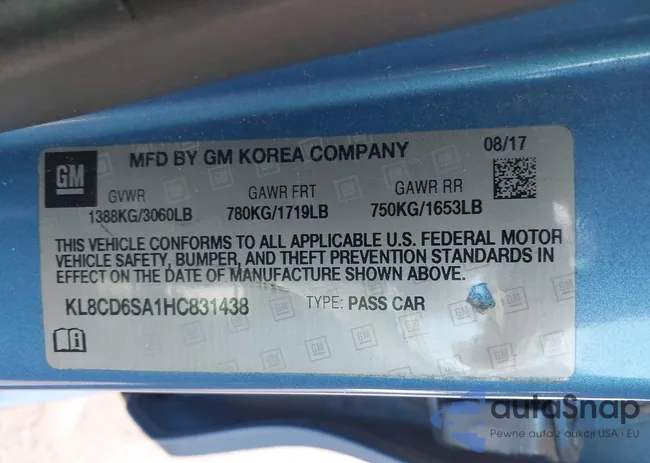 GM
MFD BY GM KOREA COMPANY
08/17
GVWR
GAWR FRT
GAWR RR
1388KG/3060LB
780KG/1719LB
750KG/1653LB
THIS VEHICLE CONFORMS TO ALL APPLICABLE U.S. FEDERAL MOTOR
VEHICLE SAFETY, BUMPER, AND THEFT PREVENTION STANDARDS IN
EFFECT ON THE DATE OF MANUFACTURE SHOWN ABOVE.
KL8CD6SA1HC831438
TYPE: PASS CAR
autaSnap
Pewne auto z aukcji USA i EU